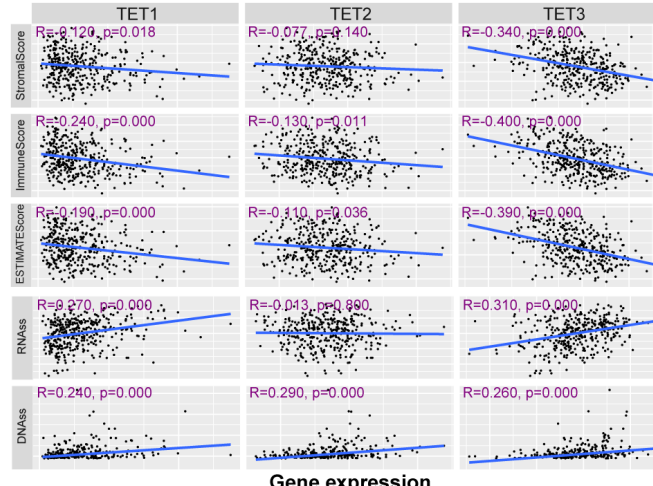 TET1 TET2 TET3
StromalScore R=-0.120, p=0.018 R=-0.077, p=0.140 R=-0.340, p=0.000
ImmuneScore R=-0.240, p=0.000 R=-0.130, p=0.011 R=-0.400, p=0.000
ESTIMATEScore R=-0.190, p=0.000 R=-0.110, p=0.036 R=-0.390, p=0.000
RNAss R=0.270, p=0.000 R=-0.013, p=0.800 R=0.310, p=0.000
DNAss R=0.240, p=0.000 R=0.290, p=0.000 R=0.260, p=0.000
Gene expression